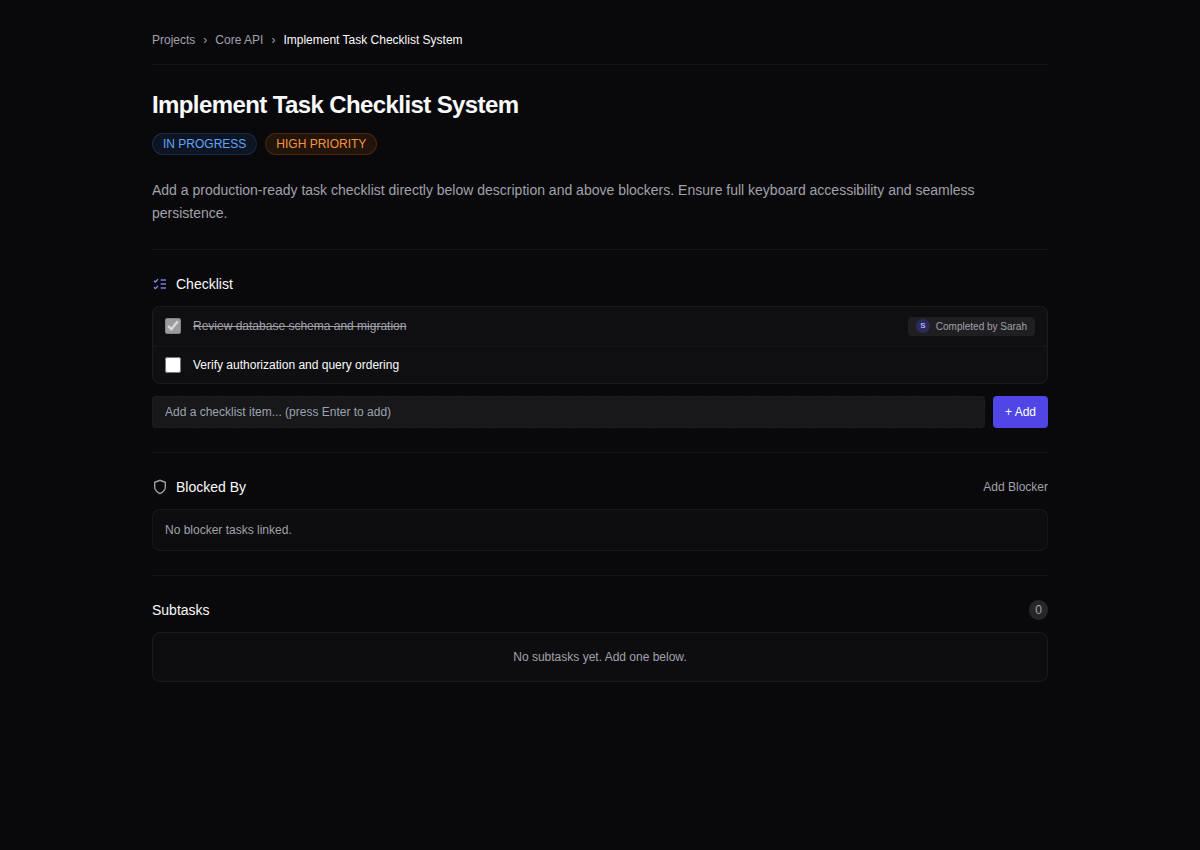 Projects › Core API › Implement Task Checklist System
Implement Task Checklist System
IN PROGRESS HIGH PRIORITY
Add a production-ready task checklist directly below description and above blockers. Ensure full keyboard accessibility and seamless
persistence.
Checklist
Review database schema and migration S Completed by Sarah
Verify authorization and query ordering
Add a checklist item... (press Enter to add) + Add
Blocked By Add Blocker
No blocker tasks linked.
Subtasks 0
No subtasks yet. Add one below.